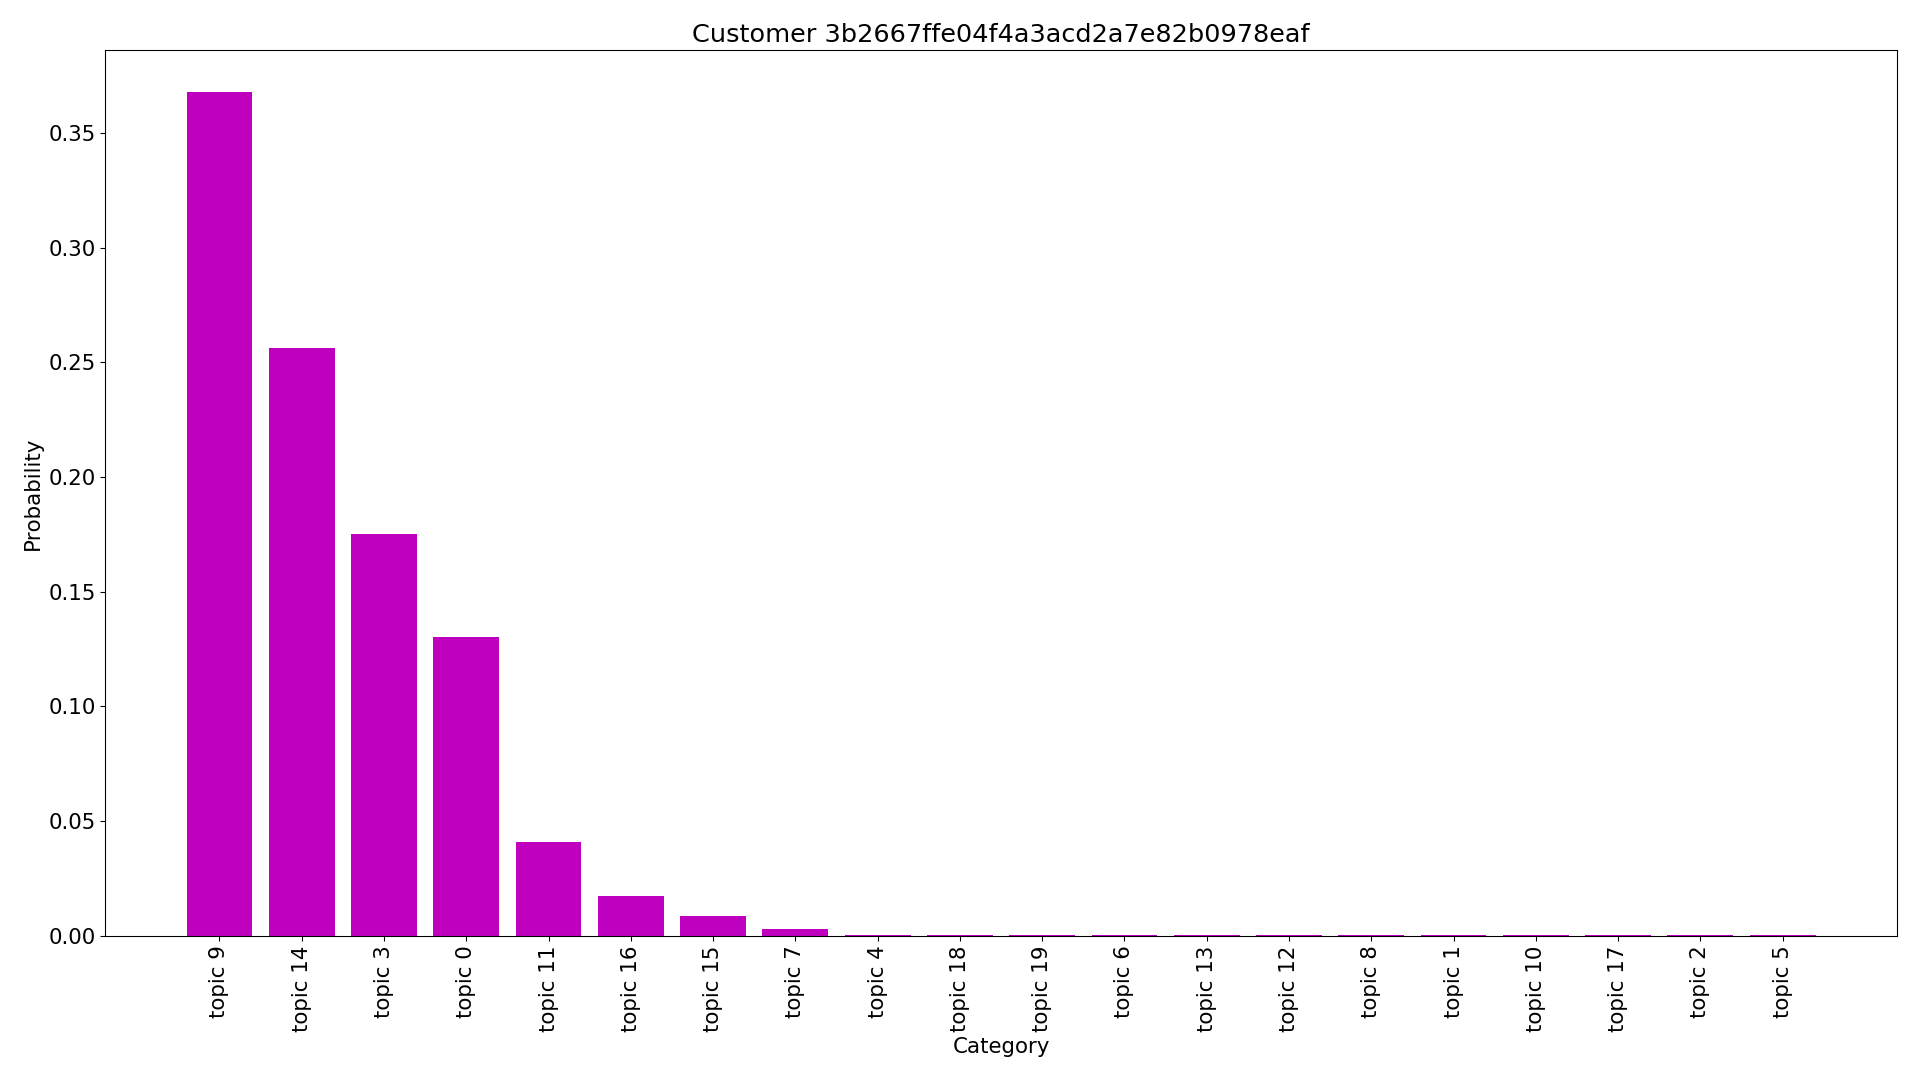 Customer 3b2667ffe04f4a3acd2a7e82b0978eaf
Probability
0.35
0.30
0.25
0.20
0.15
0.10
0.05
0.00
topic 9
topic 14
topic 3
topic 0
topic 11
topic 16
topic 15
topic 7
topic 4
topic 18
topic 19
topic 6
topic 13
topic 12
topic 8
topic 1
topic 10
topic 17
topic 2
topic 5
Category